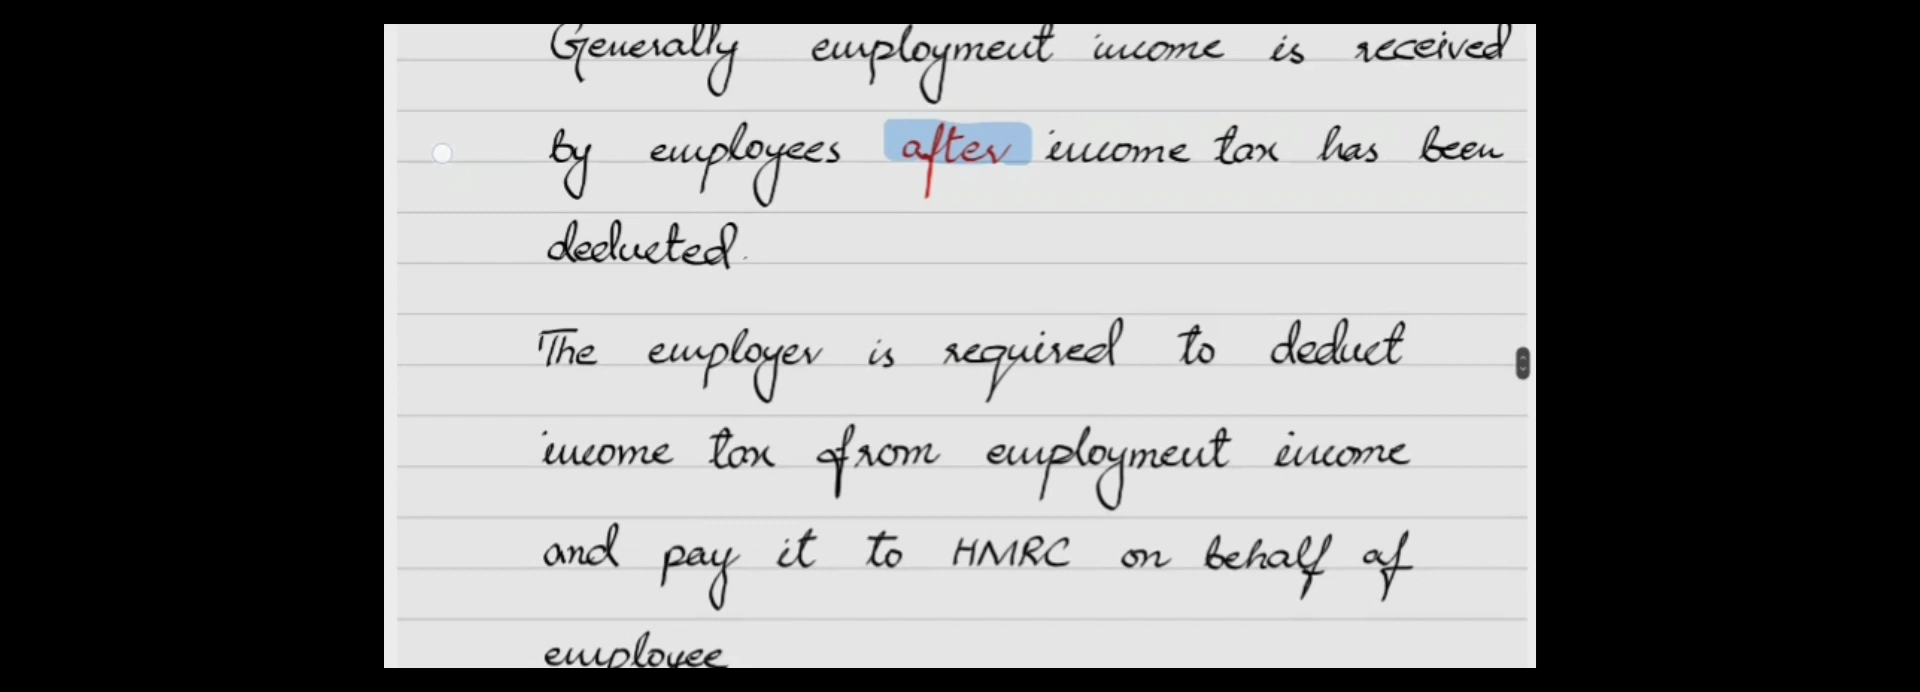 Generally employment income is received
by employees after income tax has been
deducted.
The employer is required to deduct
income tax from employment income
and pay it to HMRC on behalf of
employee